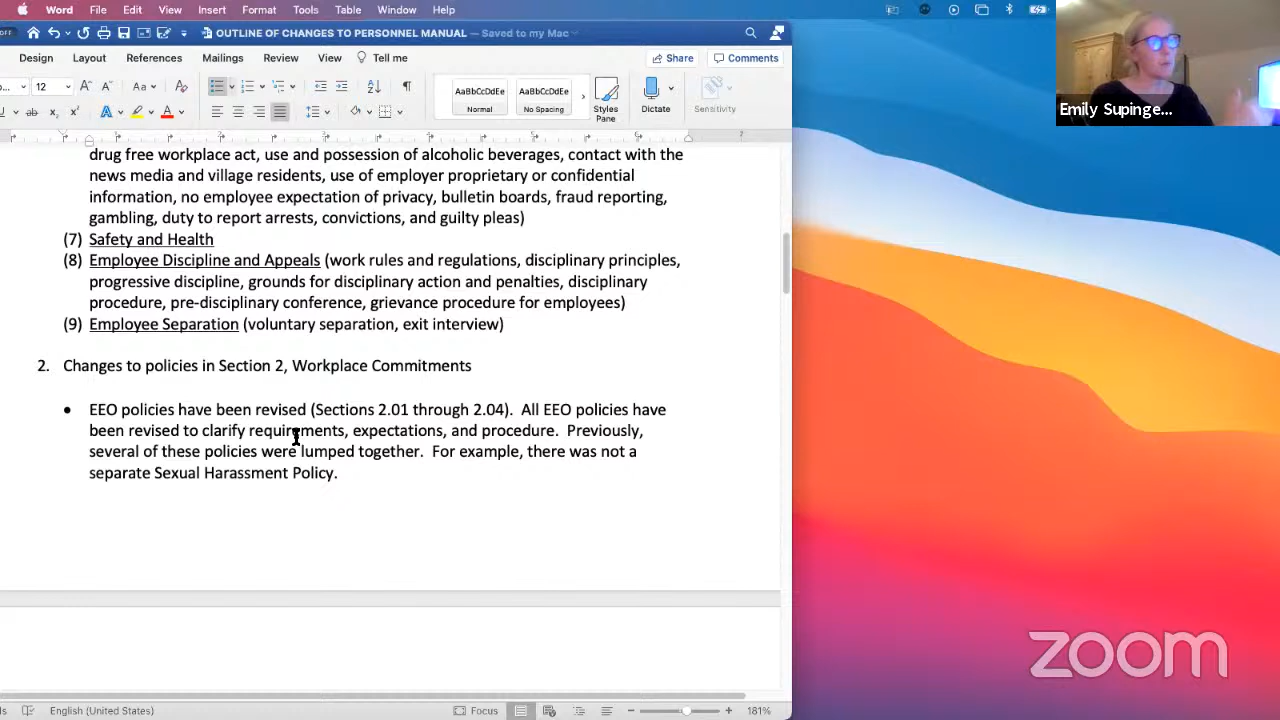 Word File Edit View Insert Format Tools Table Window Help
OFF OUTLINE OF CHANGES TO PERSONNEL MANUAL — Saved to my Mac
Design Layout References Mailings Review View Tell me Share Comments
12 Aa AaBbCcDdEe AaBbCcDdEe
Normal No Spacing Styles Pane Dictate Sensitivity
drug free workplace act, use and possession of alcoholic beverages, contact with the
news media and village residents, use of employer proprietary or confidential
information, no employee expectation of privacy, bulletin boards, fraud reporting,
gambling, duty to report arrests, convictions, and guilty pleas)
(7) Safety and Health
(8) Employee Discipline and Appeals (work rules and regulations, disciplinary principles,
progressive discipline, grounds for disciplinary action and penalties, disciplinary
procedure, pre-disciplinary conference, grievance procedure for employees)
(9) Employee Separation (voluntary separation, exit interview)
2. Changes to policies in Section 2, Workplace Commitments
• EEO policies have been revised (Sections 2.01 through 2.04). All EEO policies have
been revised to clarify requirements, expectations, and procedure. Previously,
several of these policies were lumped together. For example, there was not a
separate Sexual Harassment Policy.
English (United States) Focus 181%
Emily Supinge...
zoom